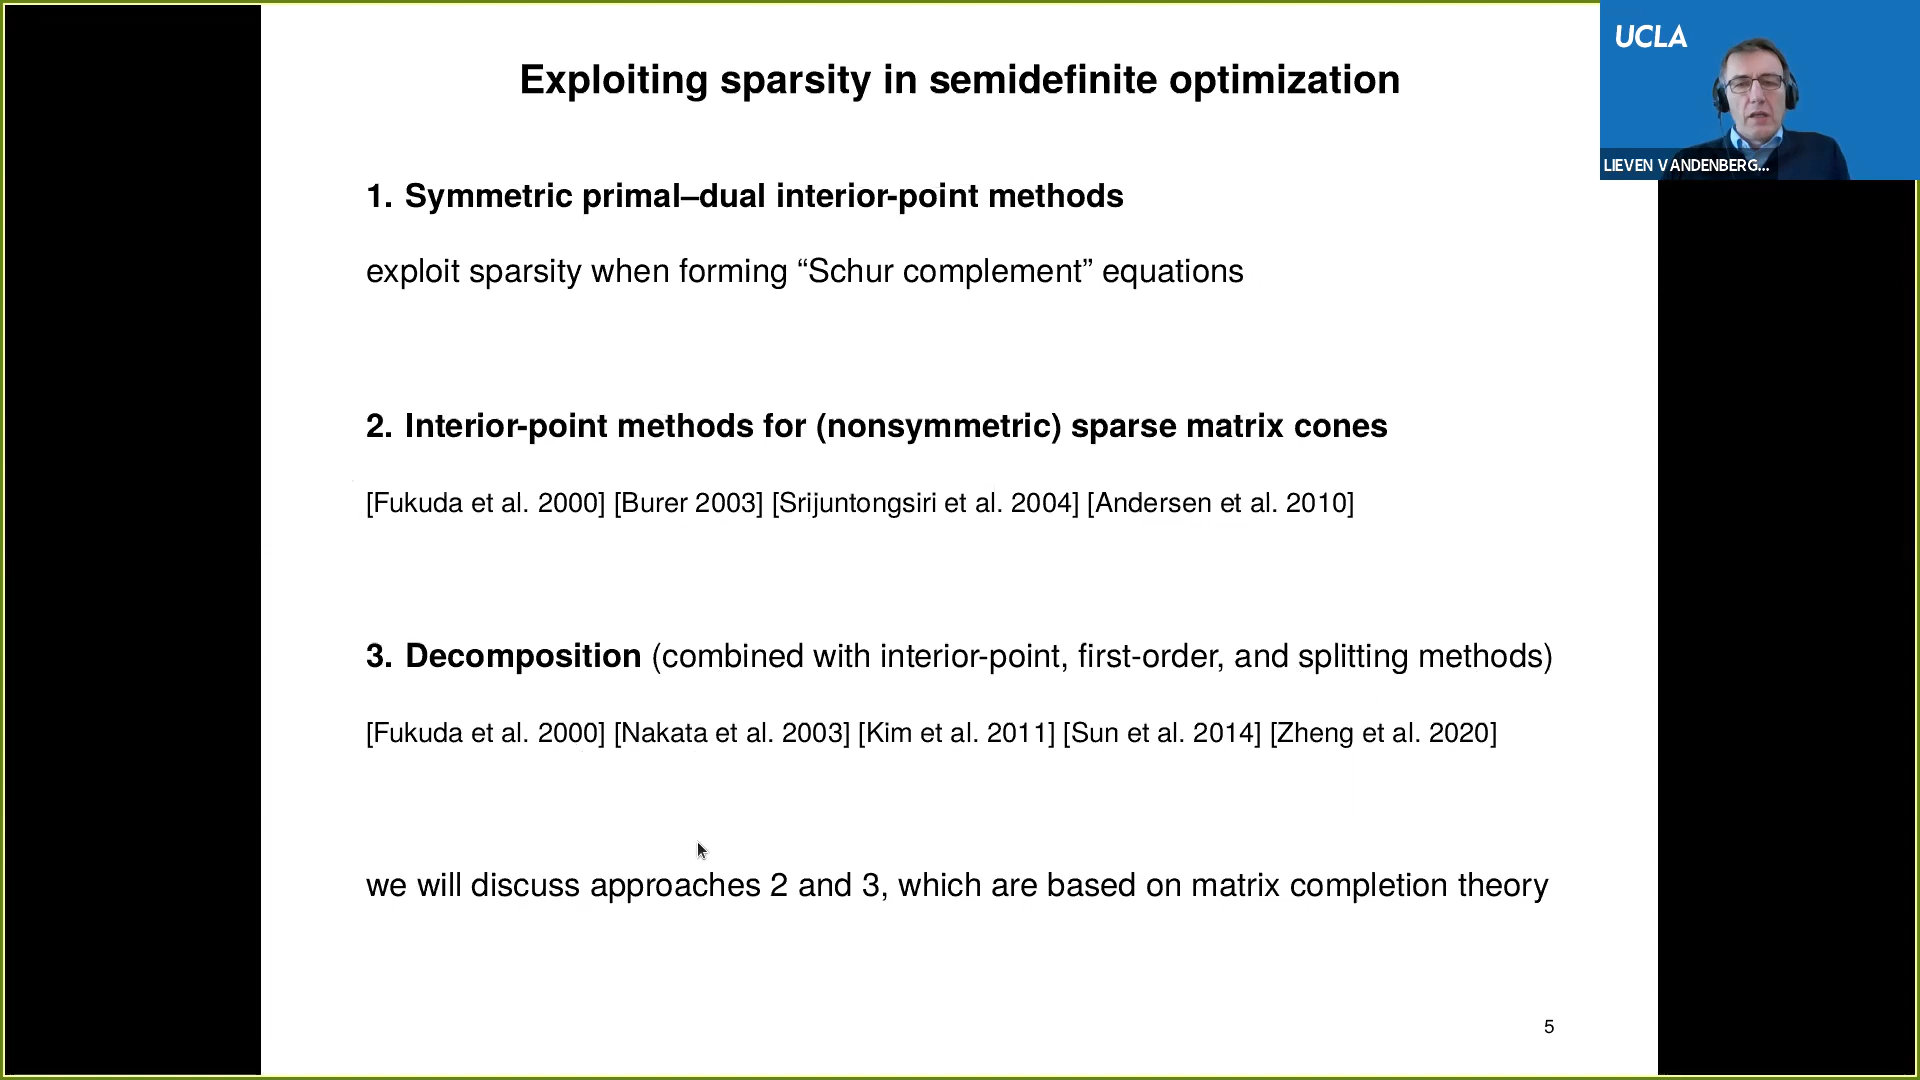 Exploiting sparsity in semidefinite optimization
UCLA
LIEVEN VANDENBERG...
1. Symmetric primal–dual interior-point methods
exploit sparsity when forming “Schur complement” equations
2. Interior-point methods for (nonsymmetric) sparse matrix cones
[Fukuda et al. 2000] [Burer 2003] [Srijuntongsiri et al. 2004] [Andersen et al. 2010]
3. Decomposition (combined with interior-point, first-order, and splitting methods)
[Fukuda et al. 2000] [Nakata et al. 2003] [Kim et al. 2011] [Sun et al. 2014] [Zheng et al. 2020]
we will discuss approaches 2 and 3, which are based on matrix completion theory
5